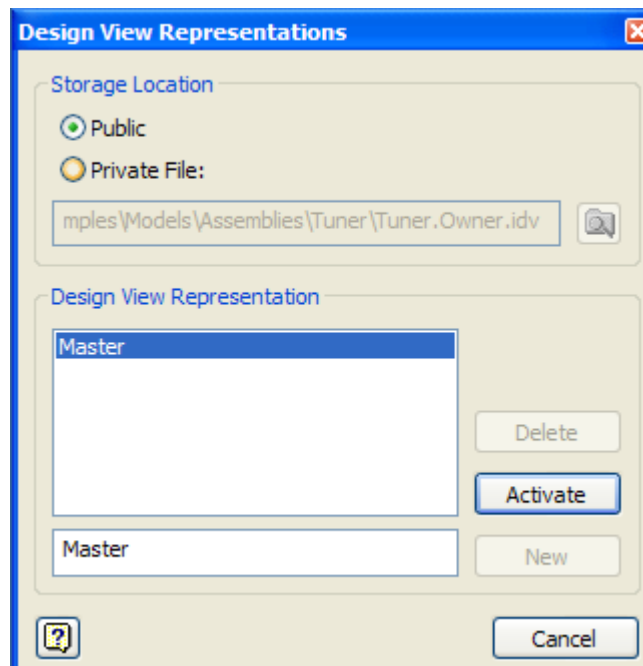 Design View Representations
Storage Location
Public
Private File:
mples\Models\Assemblies\Tuner\Tuner.Owner.idv
Design View Representation
Master
Delete
Activate
Master
New
?
Cancel